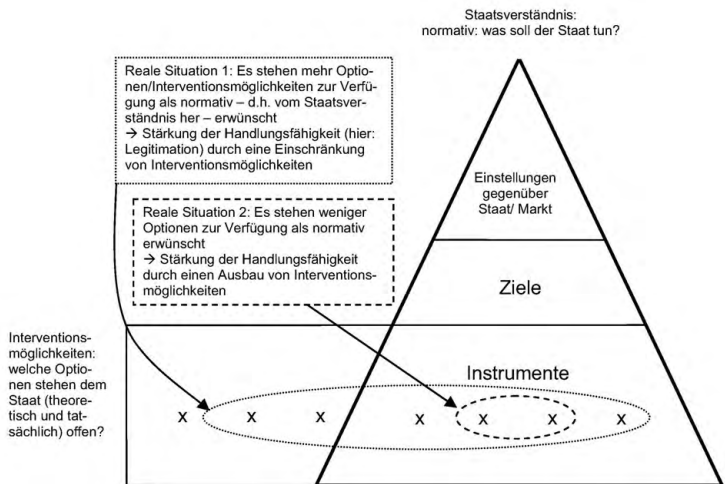 Staatsverständnis:
normativ: was soll der Staat tun?
Reale Situation 1: Es stehen mehr Optio-
nen/Interventionsmöglichkeiten zur Verfü-
gung als normativ – d.h. vom Staatsver-
ständnis her – erwünscht
→ Stärkung der Handlungsfähigkeit (hier:
Legitimation) durch eine Einschränkung
von Interventionsmöglichkeiten
Einstellungen
gegenüber
Staat/ Markt
Reale Situation 2: Es stehen weniger
Optionen zur Verfügung als normativ
erwünscht
→ Stärkung der Handlungsfähigkeit
durch einen Ausbau von Interventions-
möglichkeiten
Ziele
Interventions-
möglichkeiten:
welche Optio-
nen stehen dem
Staat (theore-
tisch und tat-
sächlich) offen?
Instrumente
x x x x x x x